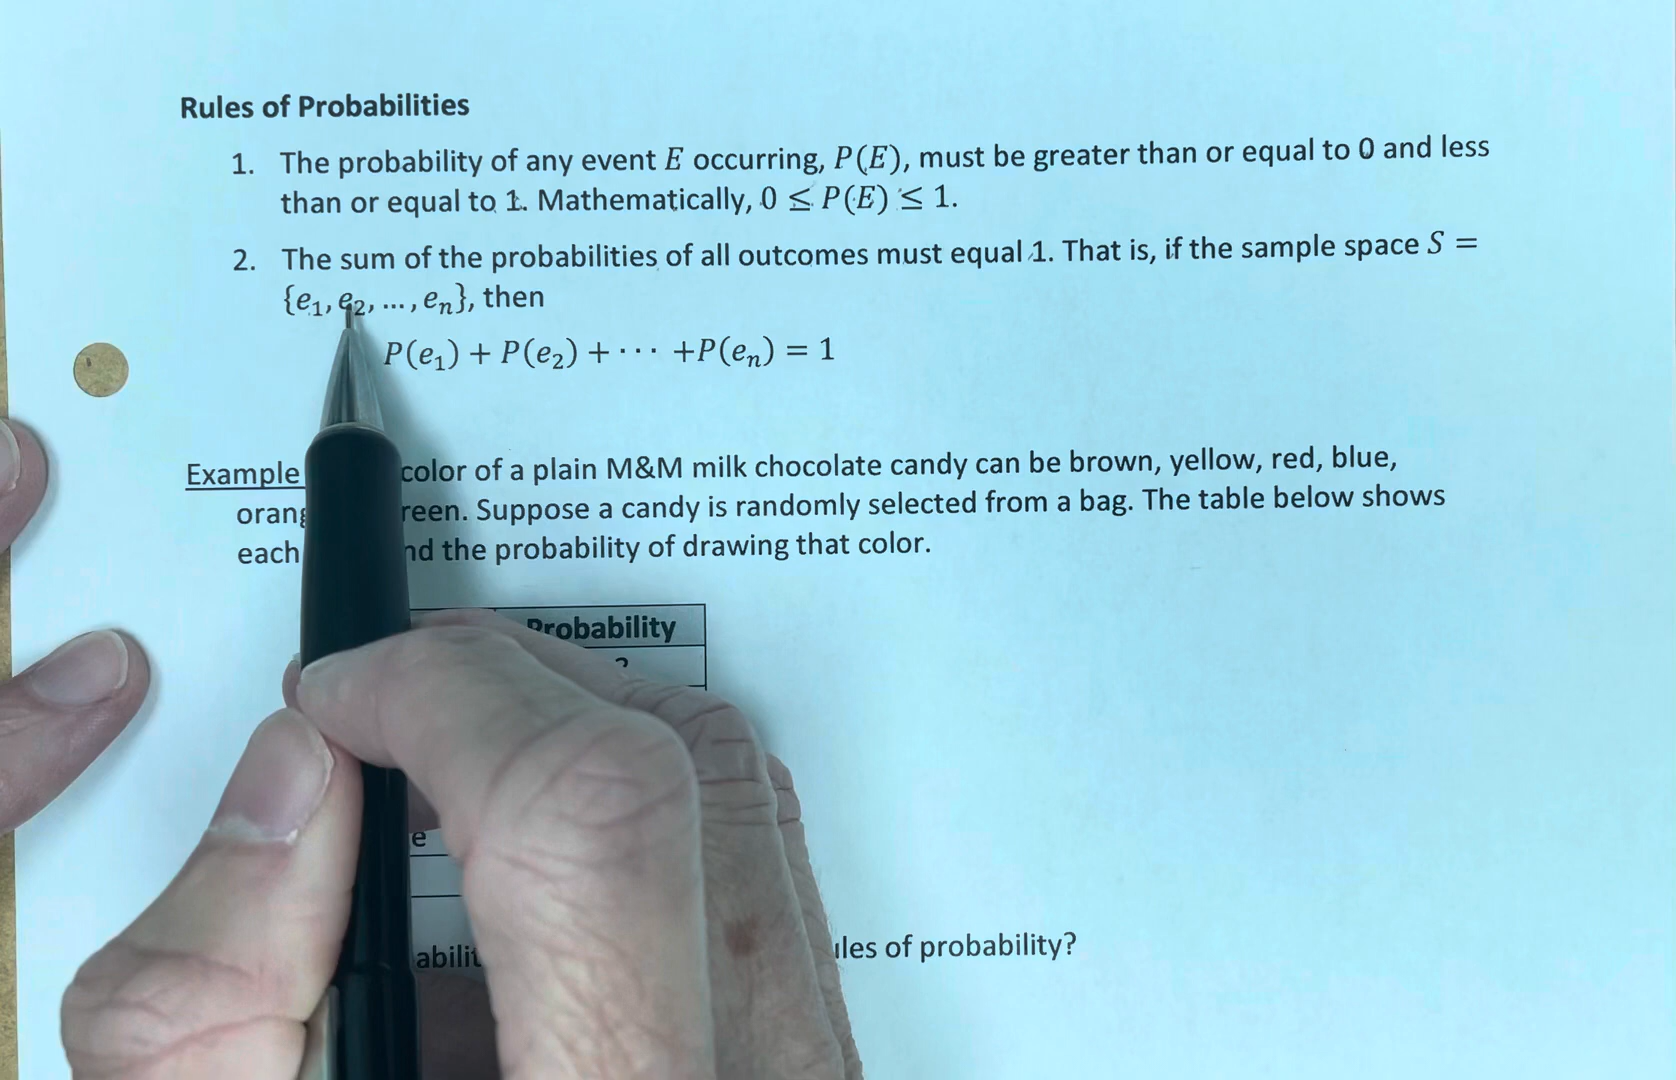 Rules of Probabilities
1. The probability of any event E occurring, P(E), must be greater than or equal to 0 and less
than or equal to 1. Mathematically, 0 ≤ P(E) ≤ 1.
2. The sum of the probabilities of all outcomes must equal 1. That is, if the sample space S =
{e₁, e₂, … , eₙ}, then
P(e₁) + P(e₂) + ⋯ +P(eₙ) = 1
Example color of a plain M&M milk chocolate candy can be brown, yellow, red, blue,
Suppose a candy is randomly selected from a bag. The table below shows
each the probability of drawing that color.
Probability
?
of probability?